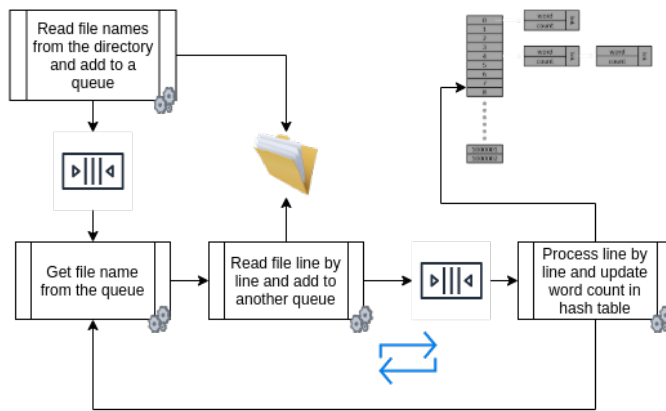 Read file names
from the directory
and add to a
queue
0
1
2
3
4
5
6
7
8
word
count
word
count
word
count
Get file name
from the queue
Read file line by
line and add to
another queue
Process line by
line and update
word count in
hash table